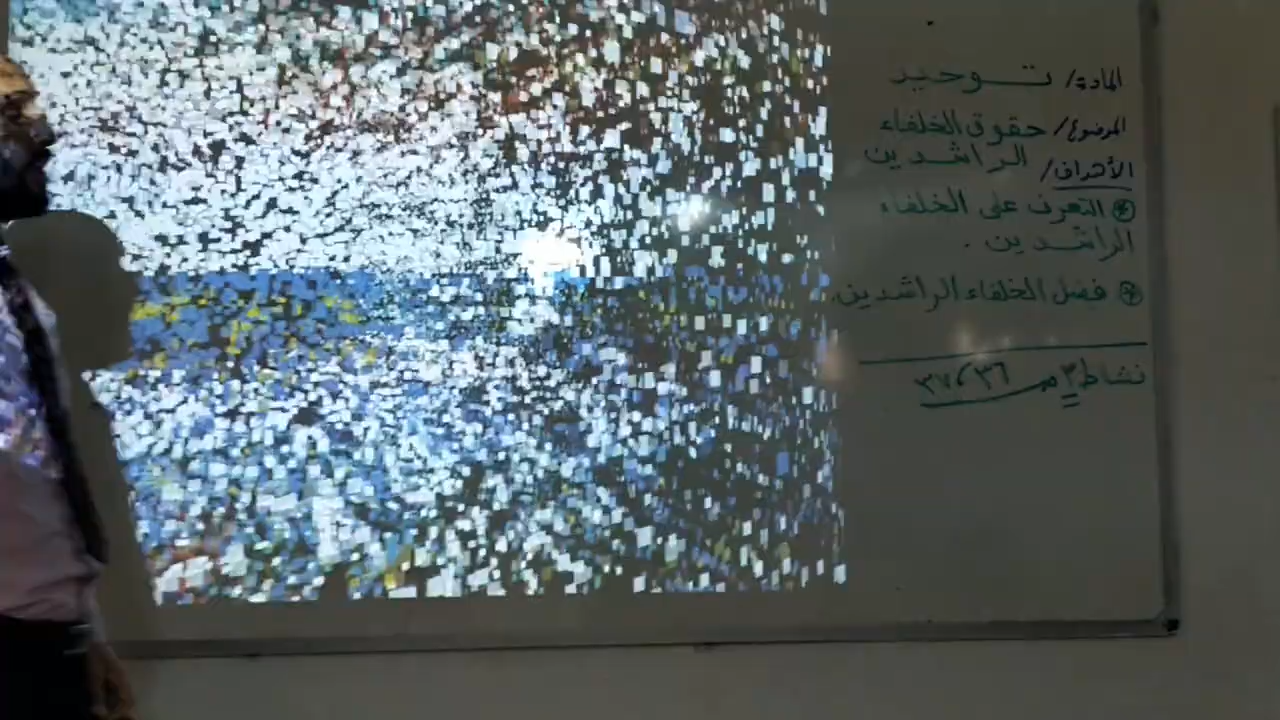 المادة/ توحيد
الموضوع/ حقوق الخلفاء
الراشدين
الأهداف/
التعرف على الخلفاء
الراشدين .
فضل الخلفاء الراشدين.
نشاط ٣ ص ٣٦، ٣٧